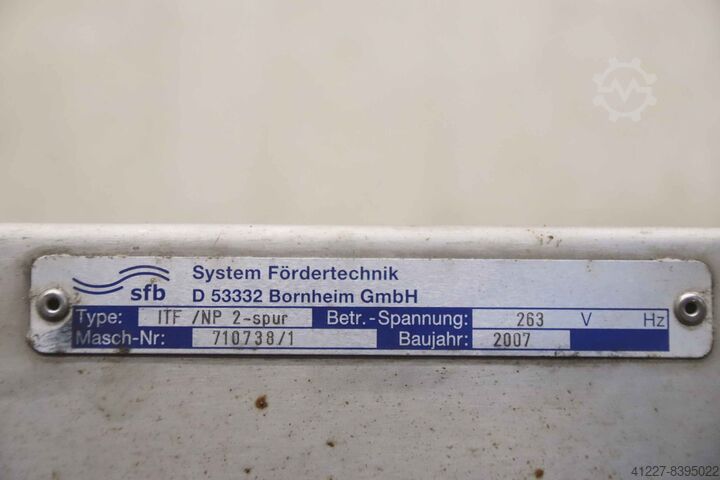 System Fördertechnik
sfb D 53332 Bornheim GmbH
Type: ITF /NP 2-spur Betr.-Spannung: 263 V Hz
Masch-Nr: 710738/1 Baujahr: 2007
41227-8395022